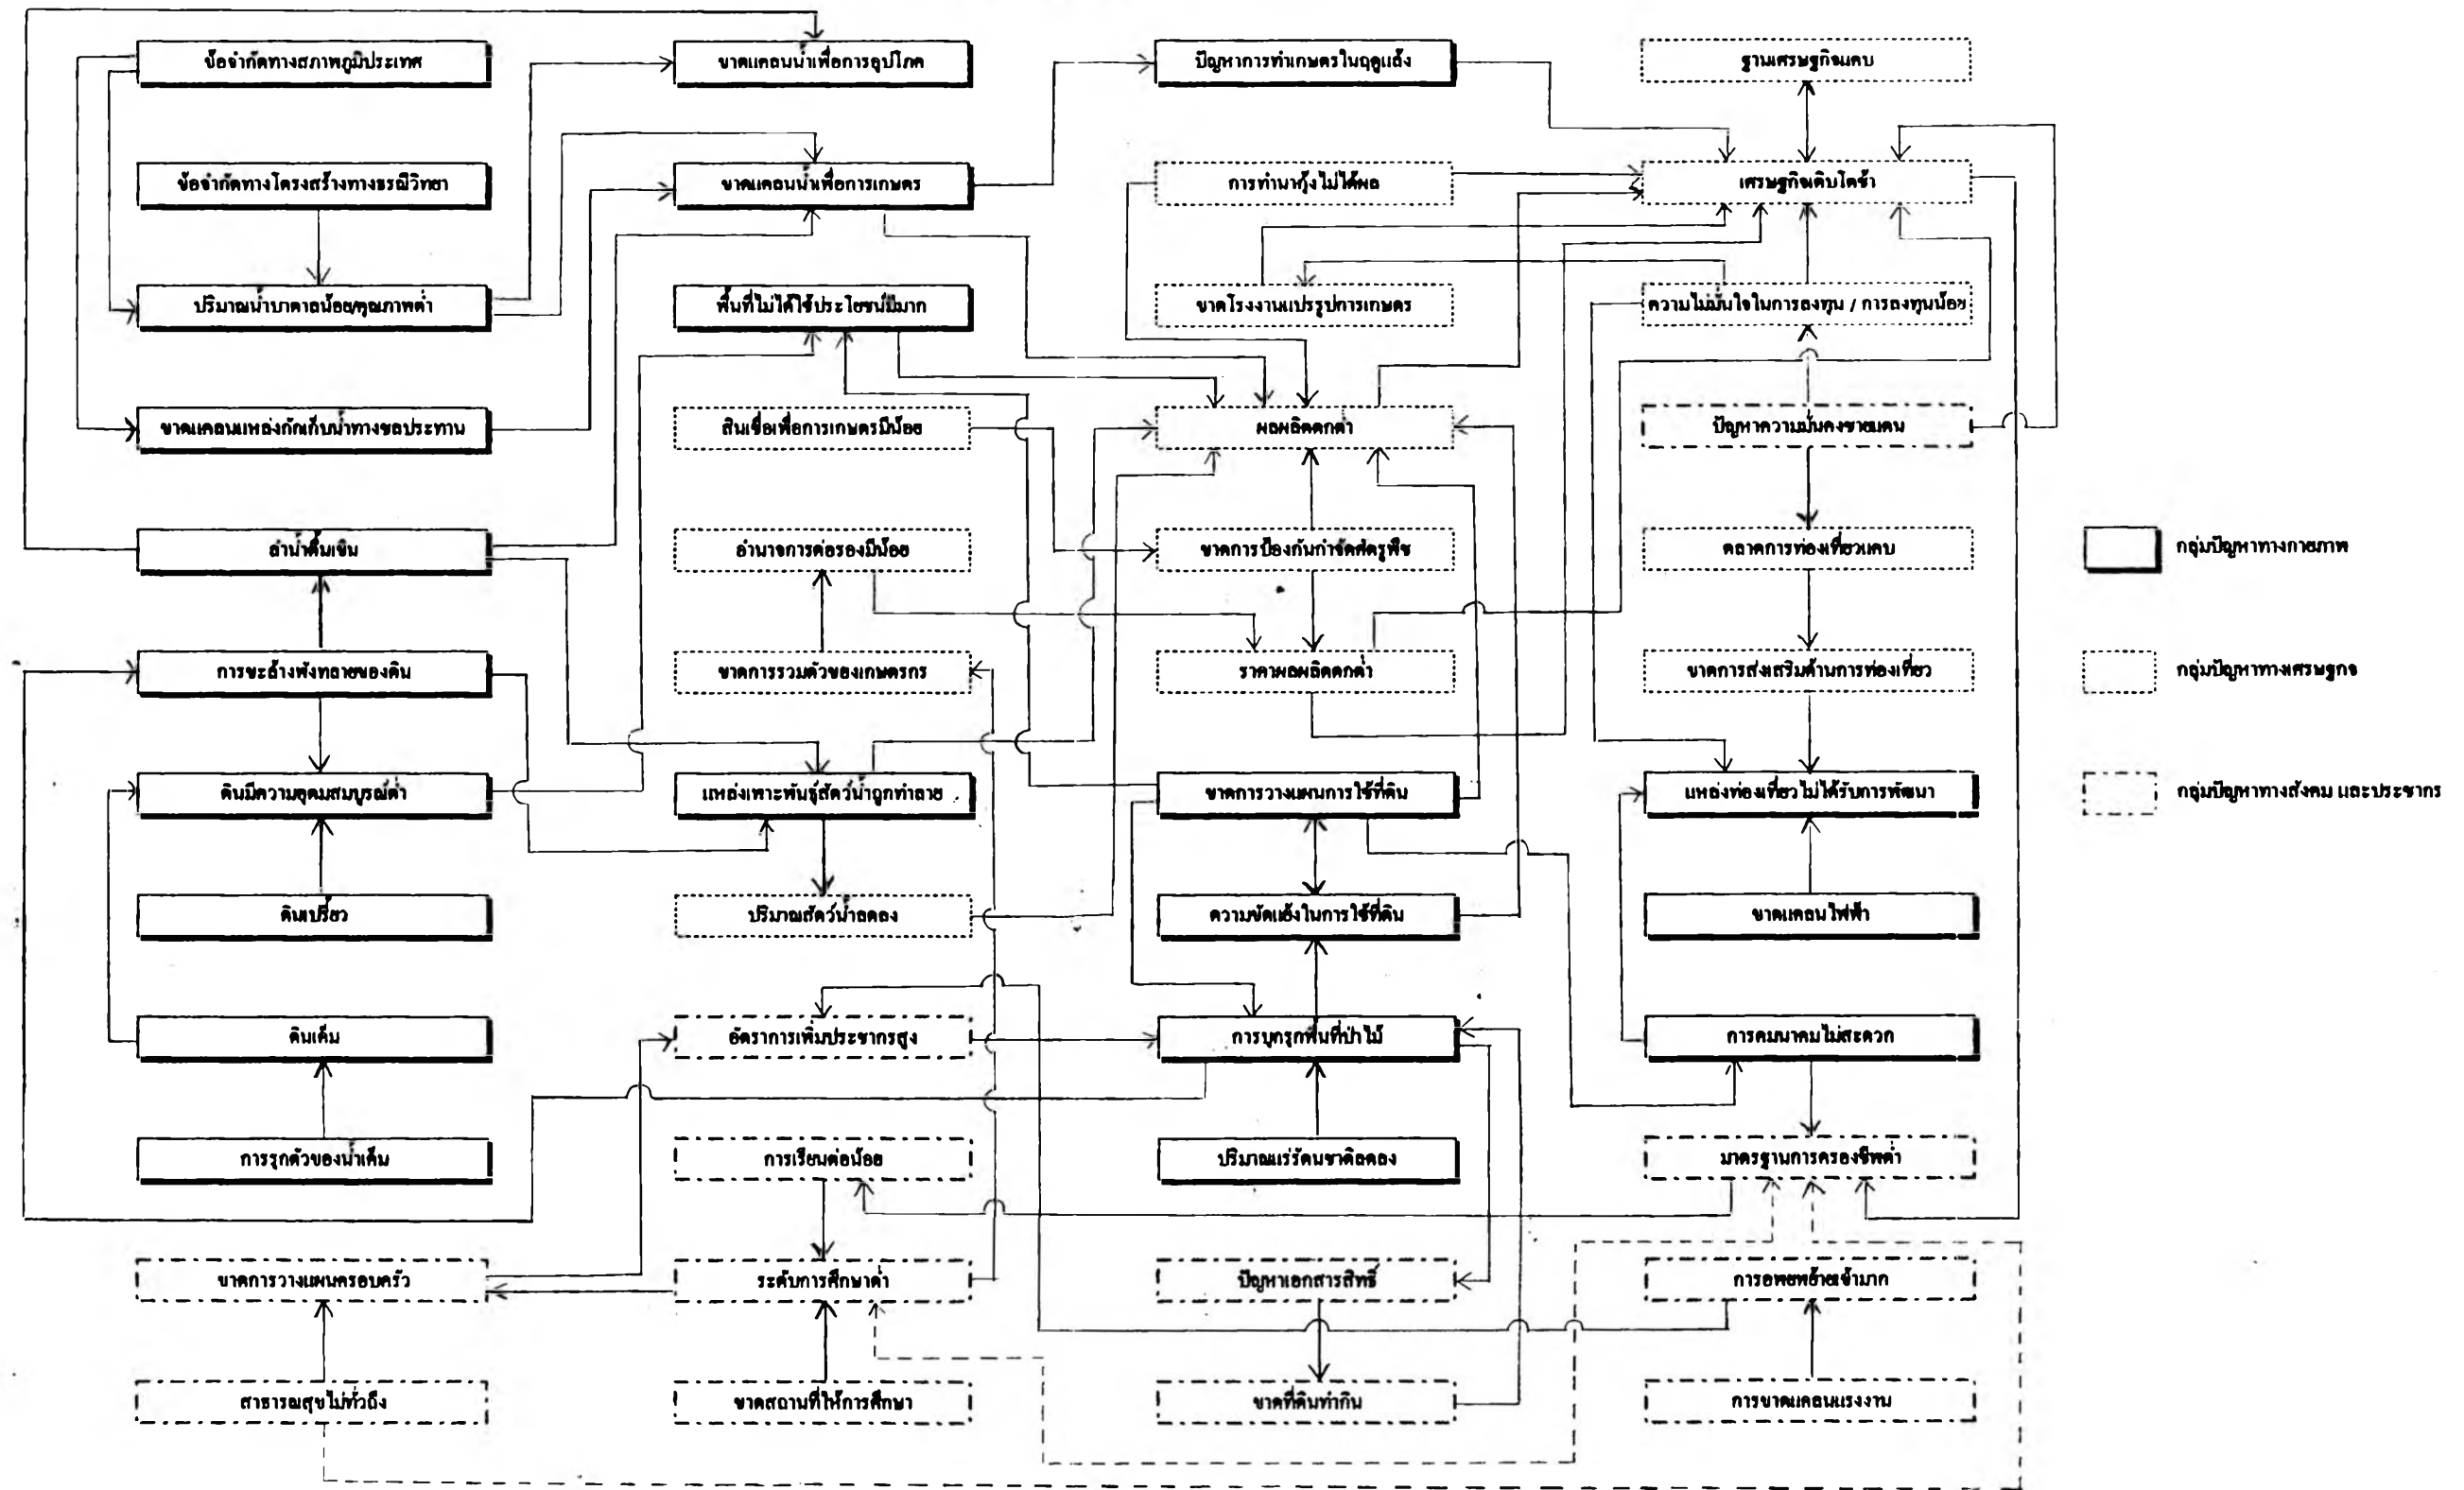 ข้อจำกัดทางสภาพภูมิประเทศ
ขาดแคลนน้ำเพื่อการอุปโภค
ปัญหาการทำเกษตรในฤดูแล้ง
ฐานเศรษฐกิจแคบ
ข้อจำกัดทางโครงสร้างทางธรณีวิทยา
ขาดแคลนน้ำเพื่อการเกษตร
การทำนากุ้งไม่ได้ผล
เศรษฐกิจเติบโตช้า
ปริมาณน้ำบาดาลน้อย/คุณภาพต่ำ
พื้นที่ไม่ได้ใช้ประโยชน์มีมาก
ขาดโรงงานแปรรูปการเกษตร
ความไม่มั่นใจในการลงทุน / การลงทุนน้อย
ขาดแคลนแหล่งกักเก็บน้ำทางชลประทาน
สินเชื่อเพื่อการเกษตรมีน้อย
ผลผลิตตกต่ำ
ปัญหาความมั่นคงชายแดน
ลำน้ำตื้นเขิน
อำนาจการต่อรองมีน้อย
ขาดการป้องกันกำจัดศัตรูพืช
ตลาดการท่องเที่ยวแคบ
กลุ่มปัญหาทางกายภาพ
การชะล้างพังทลายของดิน
ขาดการรวมตัวของเกษตรกร
ราคาผลผลิตตกต่ำ
ขาดการส่งเสริมด้านการท่องเที่ยว
กลุ่มปัญหาทางเศรษฐกิจ
ดินมีความอุดมสมบูรณ์ต่ำ
แหล่งเพาะพันธุ์สัตว์น้ำถูกทำลาย
ขาดการวางแผนการใช้ที่ดิน
แหล่งท่องเที่ยวไม่ได้รับการพัฒนา
กลุ่มปัญหาทางสังคม และประชากร
ดินเปรี้ยว
ปริมาณสัตว์น้ำลดลง
ความขัดแย้งในการใช้ที่ดิน
ขาดแคลนไฟฟ้า
ดินเค็ม
อัตราการเพิ่มประชากรสูง
การบุกรุกพื้นที่ป่าไม้
การคมนาคมไม่สะดวก
การรุกตัวของน้ำเค็ม
การเรียนต่อน้อย
ปริมาณแร่รัตนชาติลดลง
มาตรฐานการครองชีพต่ำ
ขาดการวางแผนครอบครัว
ระดับการศึกษาต่ำ
ปัญหาเอกสารสิทธิ์
การอพยพย้ายเข้ามาก
สาธารณสุขไม่ทั่วถึง
ขาดสถานที่ให้การศึกษา
ขาดที่ดินทำกิน
การขาดแคลนแรงงาน